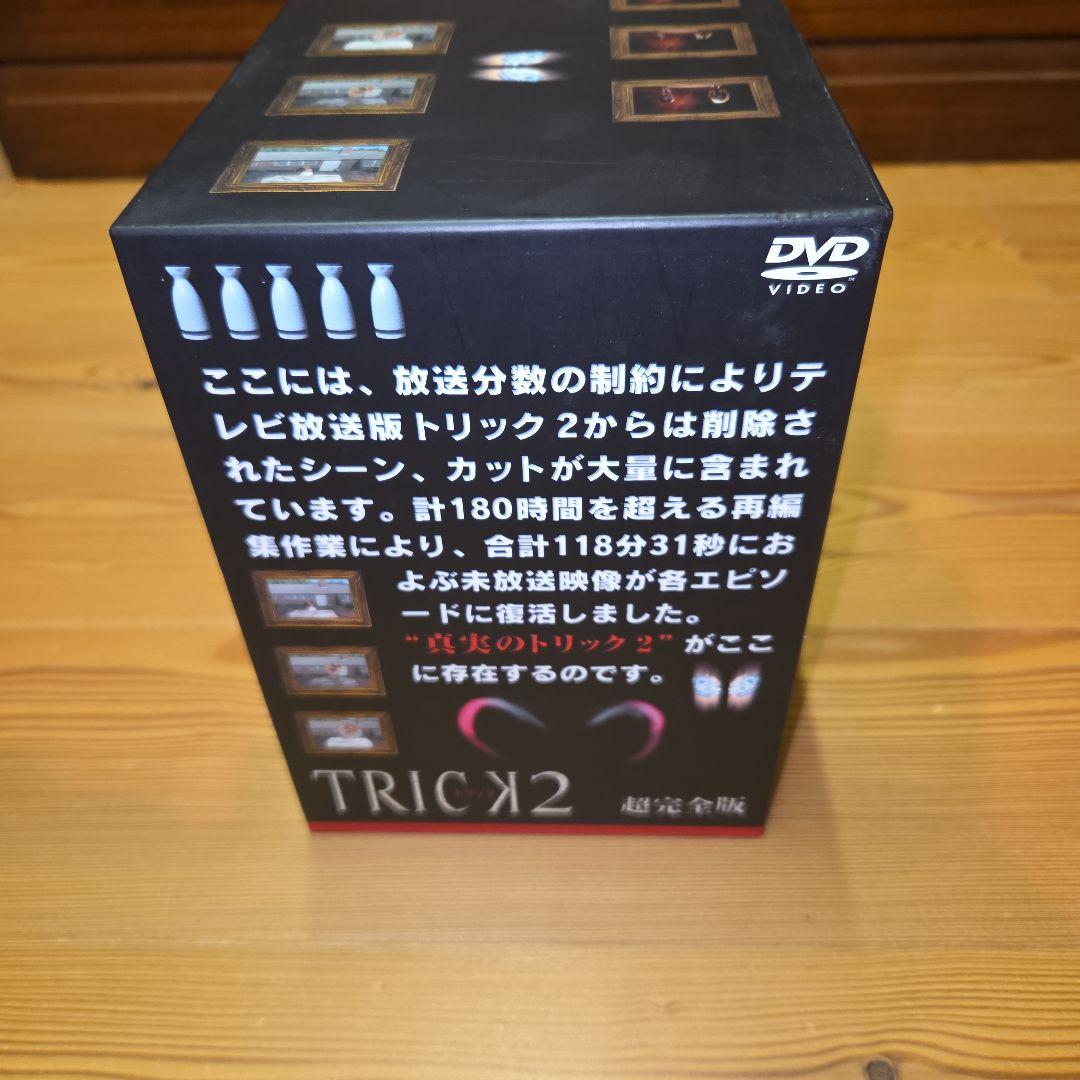 DVD
VIDEO
ここには、放送分数の制約によりテ
レビ放送版トリック2からは削除さ
れたシーン、カットが大量に含まれ
ています。計180時間を超える再編
集作業により、合計118分31秒にお
よぶ未放送映像が各エピソ
ードに復活しました。
“真実のトリック2”がここ
に存在するのです。
TRICK2
トリック
超完全版